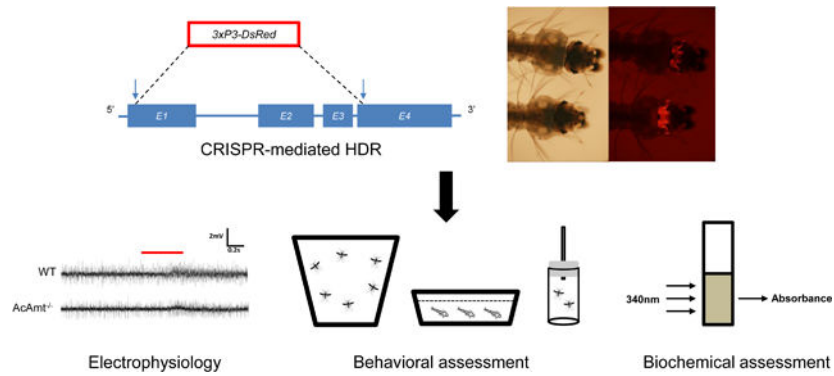 3xP3-DsRed
5'
E1
E2
E3
E4
3'
CRISPR-mediated HDR
2mV
0.2s
WT
AcAmt-/-
340nm
Absorbance
Electrophysiology
Behavioral assessment
Biochemical assessment